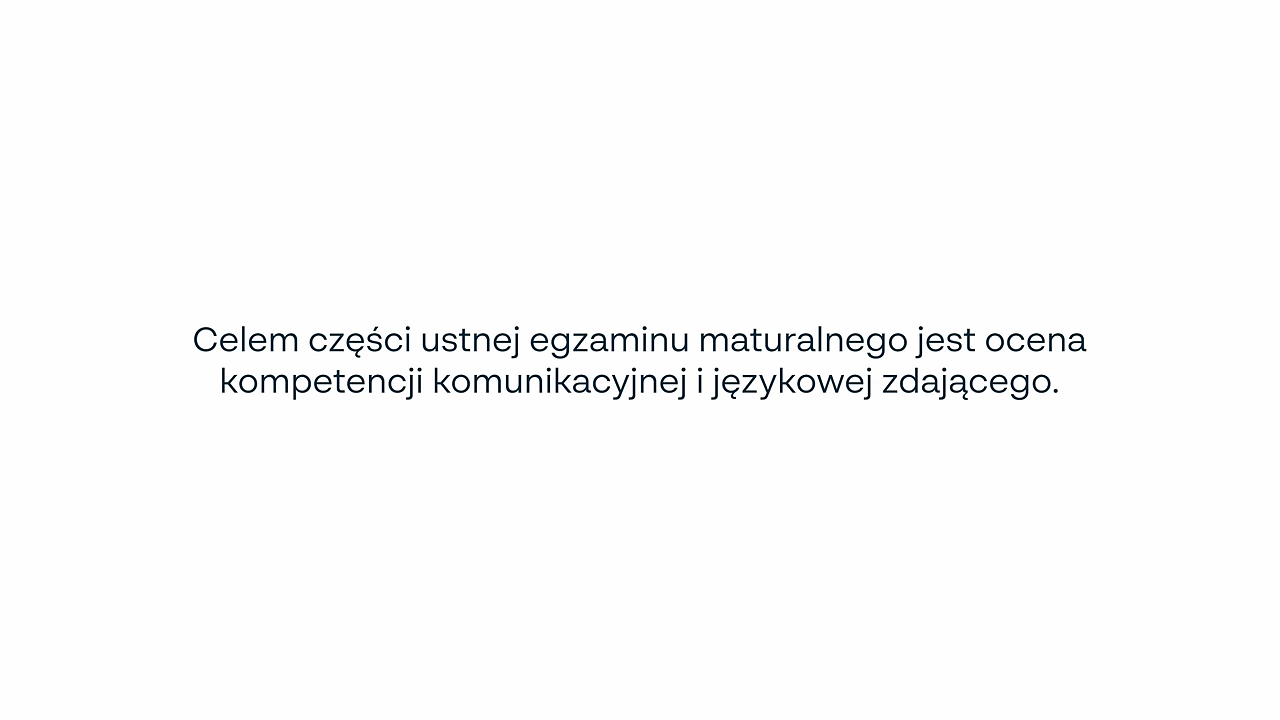 Celem części ustnej egzaminu maturalnego jest ocena
kompetencji komunikacyjnej i językowej zdającego.